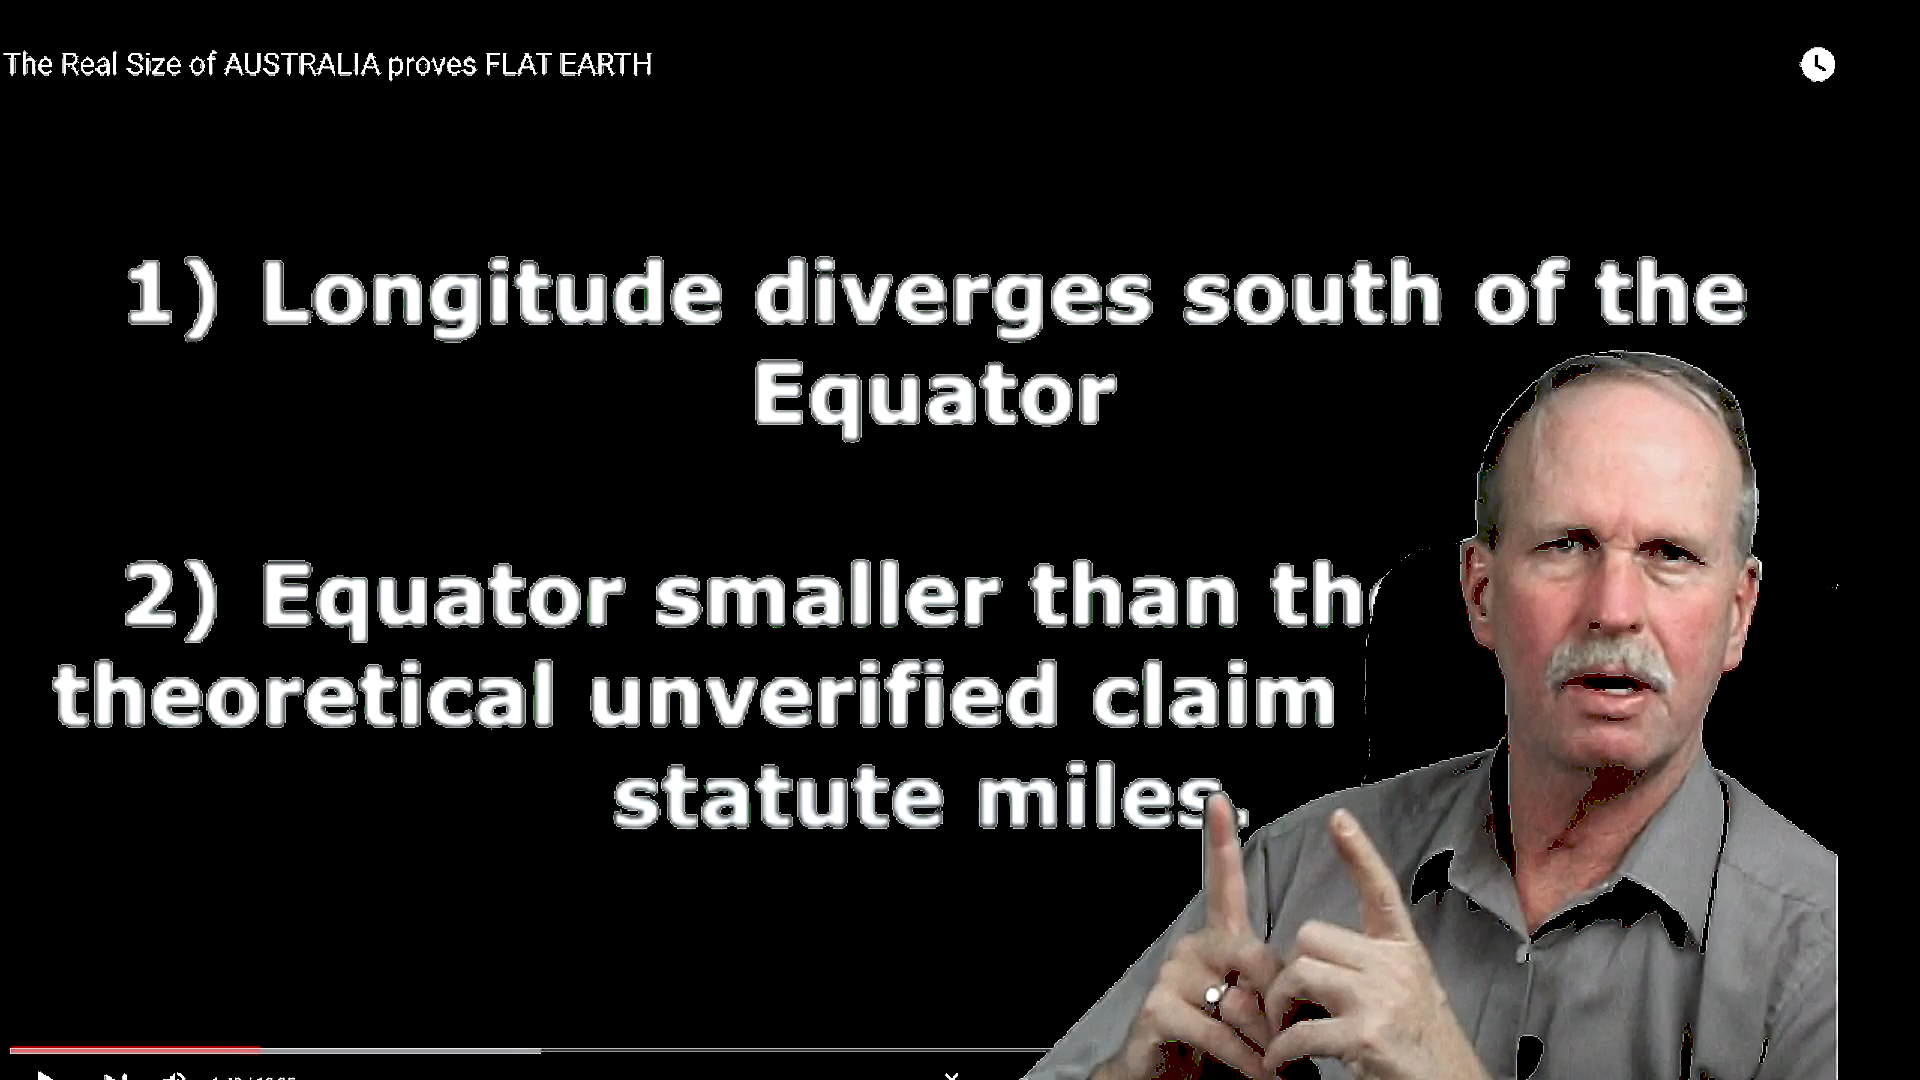 The Real Size of AUSTRALIA proves FLAT EARTH
1) Longitude diverges south of the
Equator
2) Equator smaller than
theoretical unverified claim
statute miles.